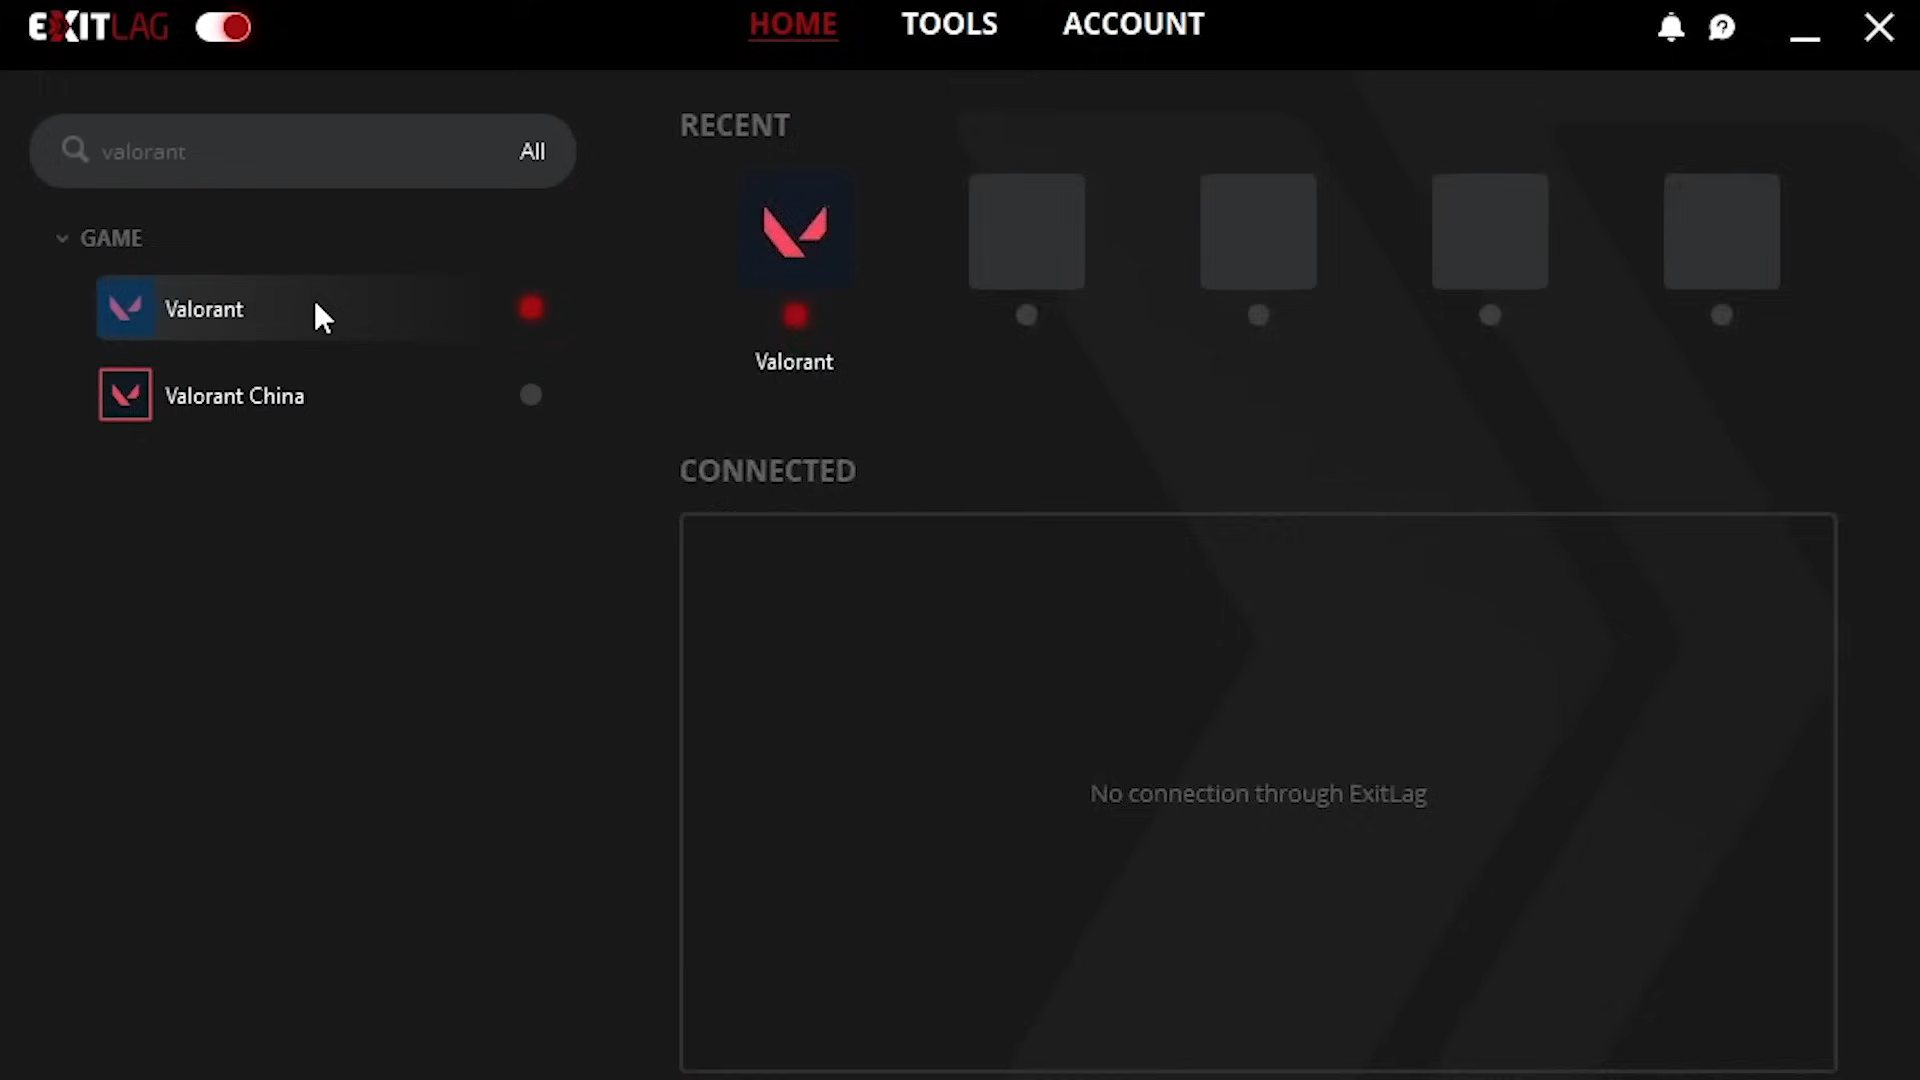 EXITLAG
HOME
TOOLS
ACCOUNT
valorant
All
GAME
Valorant
Valorant China
RECENT
Valorant
CONNECTED
No connection through ExitLag